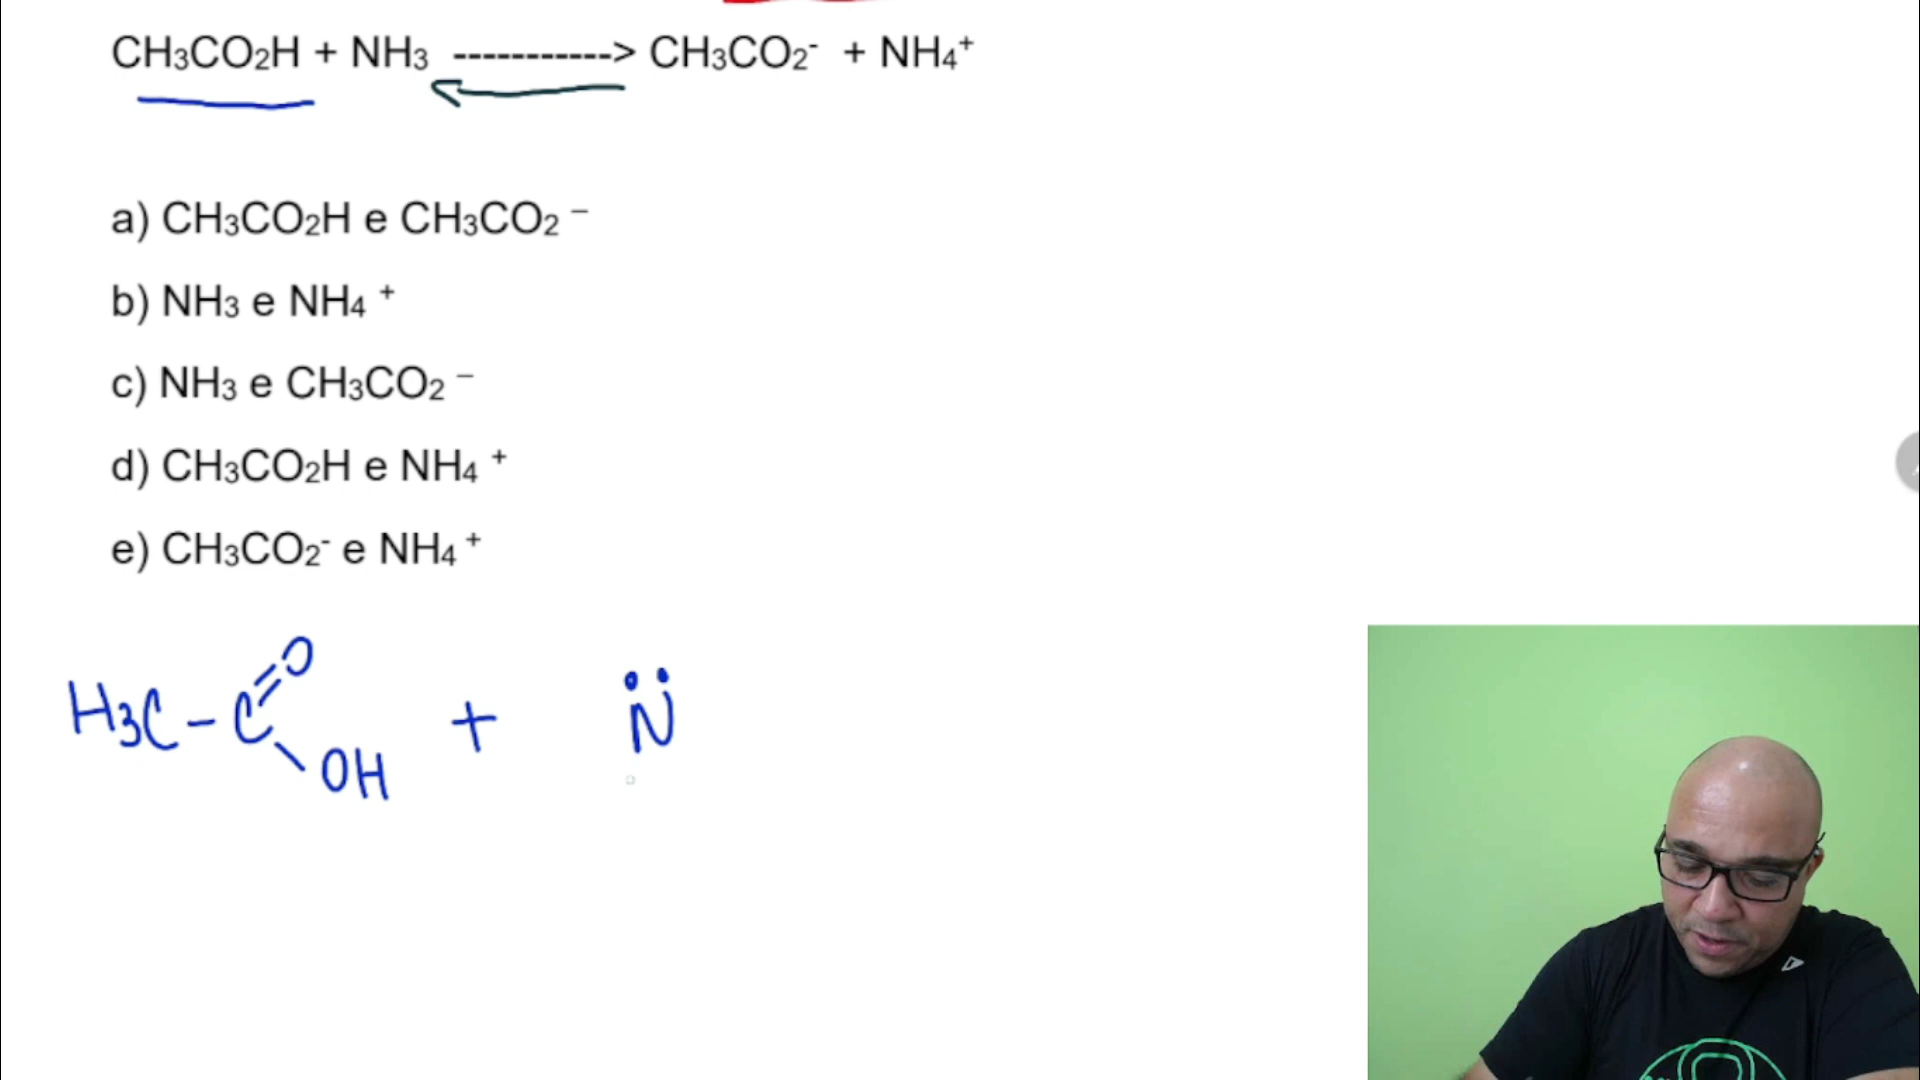 CH3CO2H + NH3 -----------> CH3CO2- + NH4+
a) CH3CO2H e CH3CO2 –
b) NH3 e NH4 +
c) NH3 e CH3CO2 –
d) CH3CO2H e NH4 +
e) CH3CO2- e NH4 +
H3C-C=O
OH
+
N